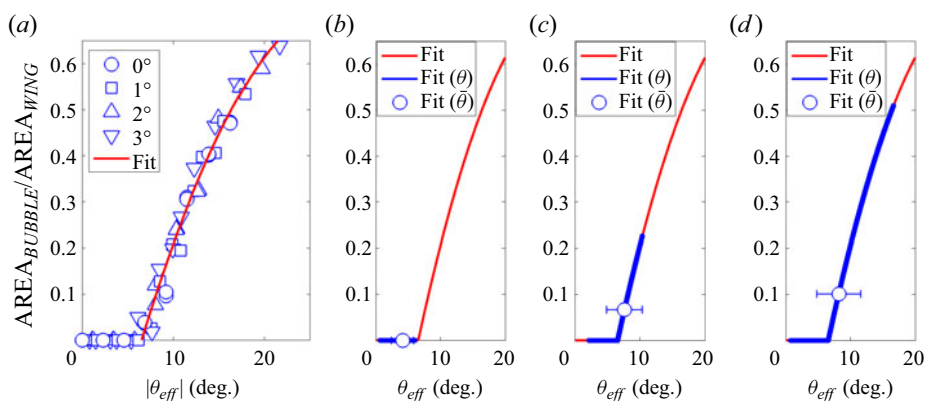 (a)
(b)
(c)
(d)
AREA_BUBBLE/AREA_WING
0.6
0.5
0.4
0.3
0.2
0.1
0
10
20
0°
1°
2°
3°
Fit
|θ_eff| (deg.)
0.6
0.5
0.4
0.3
0.2
0.1
0
10
20
Fit
Fit (θ)
Fit (θ̄)
θ_eff (deg.)
0.6
0.5
0.4
0.3
0.2
0.1
0
10
20
Fit
Fit (θ)
Fit (θ̄)
θ_eff (deg.)
0.6
0.5
0.4
0.3
0.2
0.1
0
10
20
Fit
Fit (θ)
Fit (θ̄)
θ_eff (deg.)